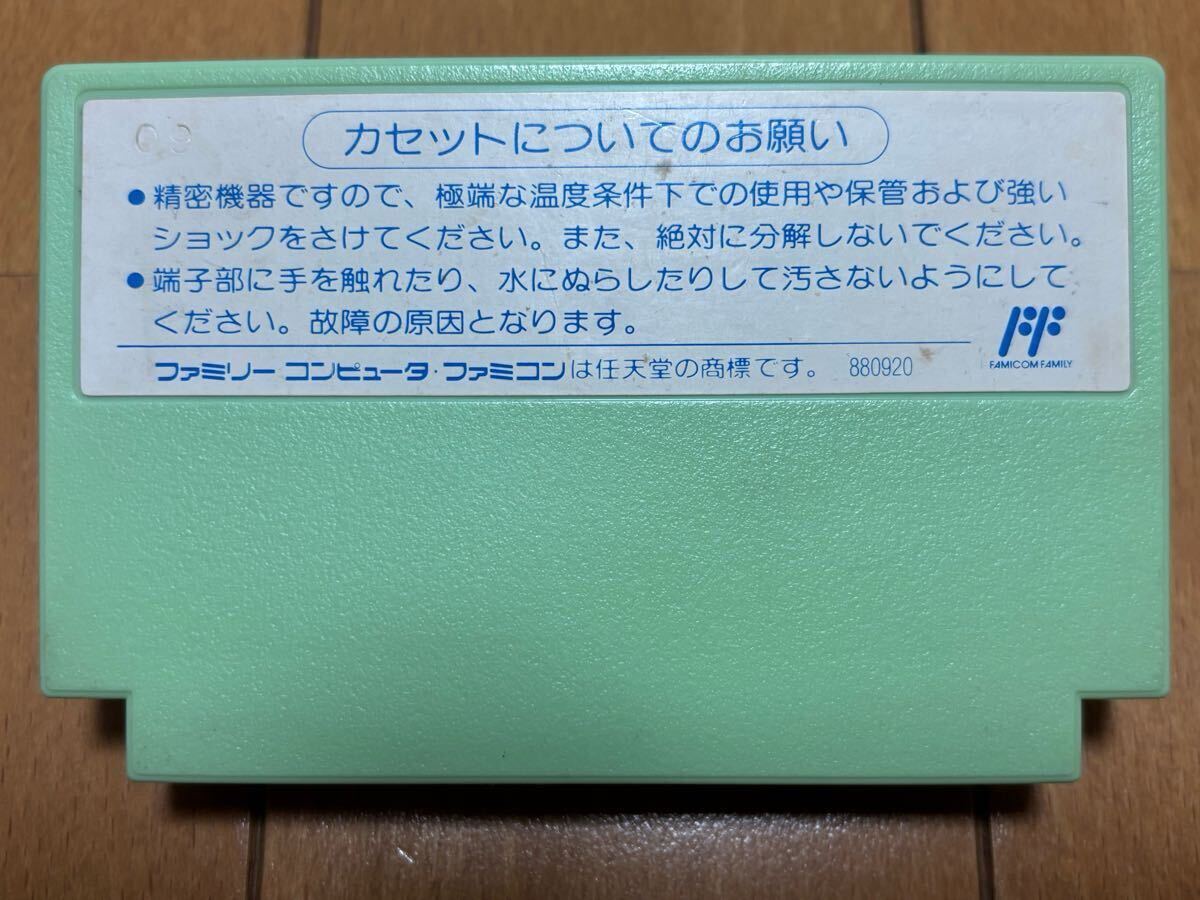 カセットについてのお願い
●精密機器ですので、極端な温度条件下での使用や保管および強い
ショックをさけてください。また、絶対に分解しないでください。
●端子部に手を触れたり、水にぬらしたりして汚さないようにして
ください。故障の原因となります。
FAMICOM FAMILY
ファミリー コンピュータ・ファミコンは任天堂の商標です。 880920